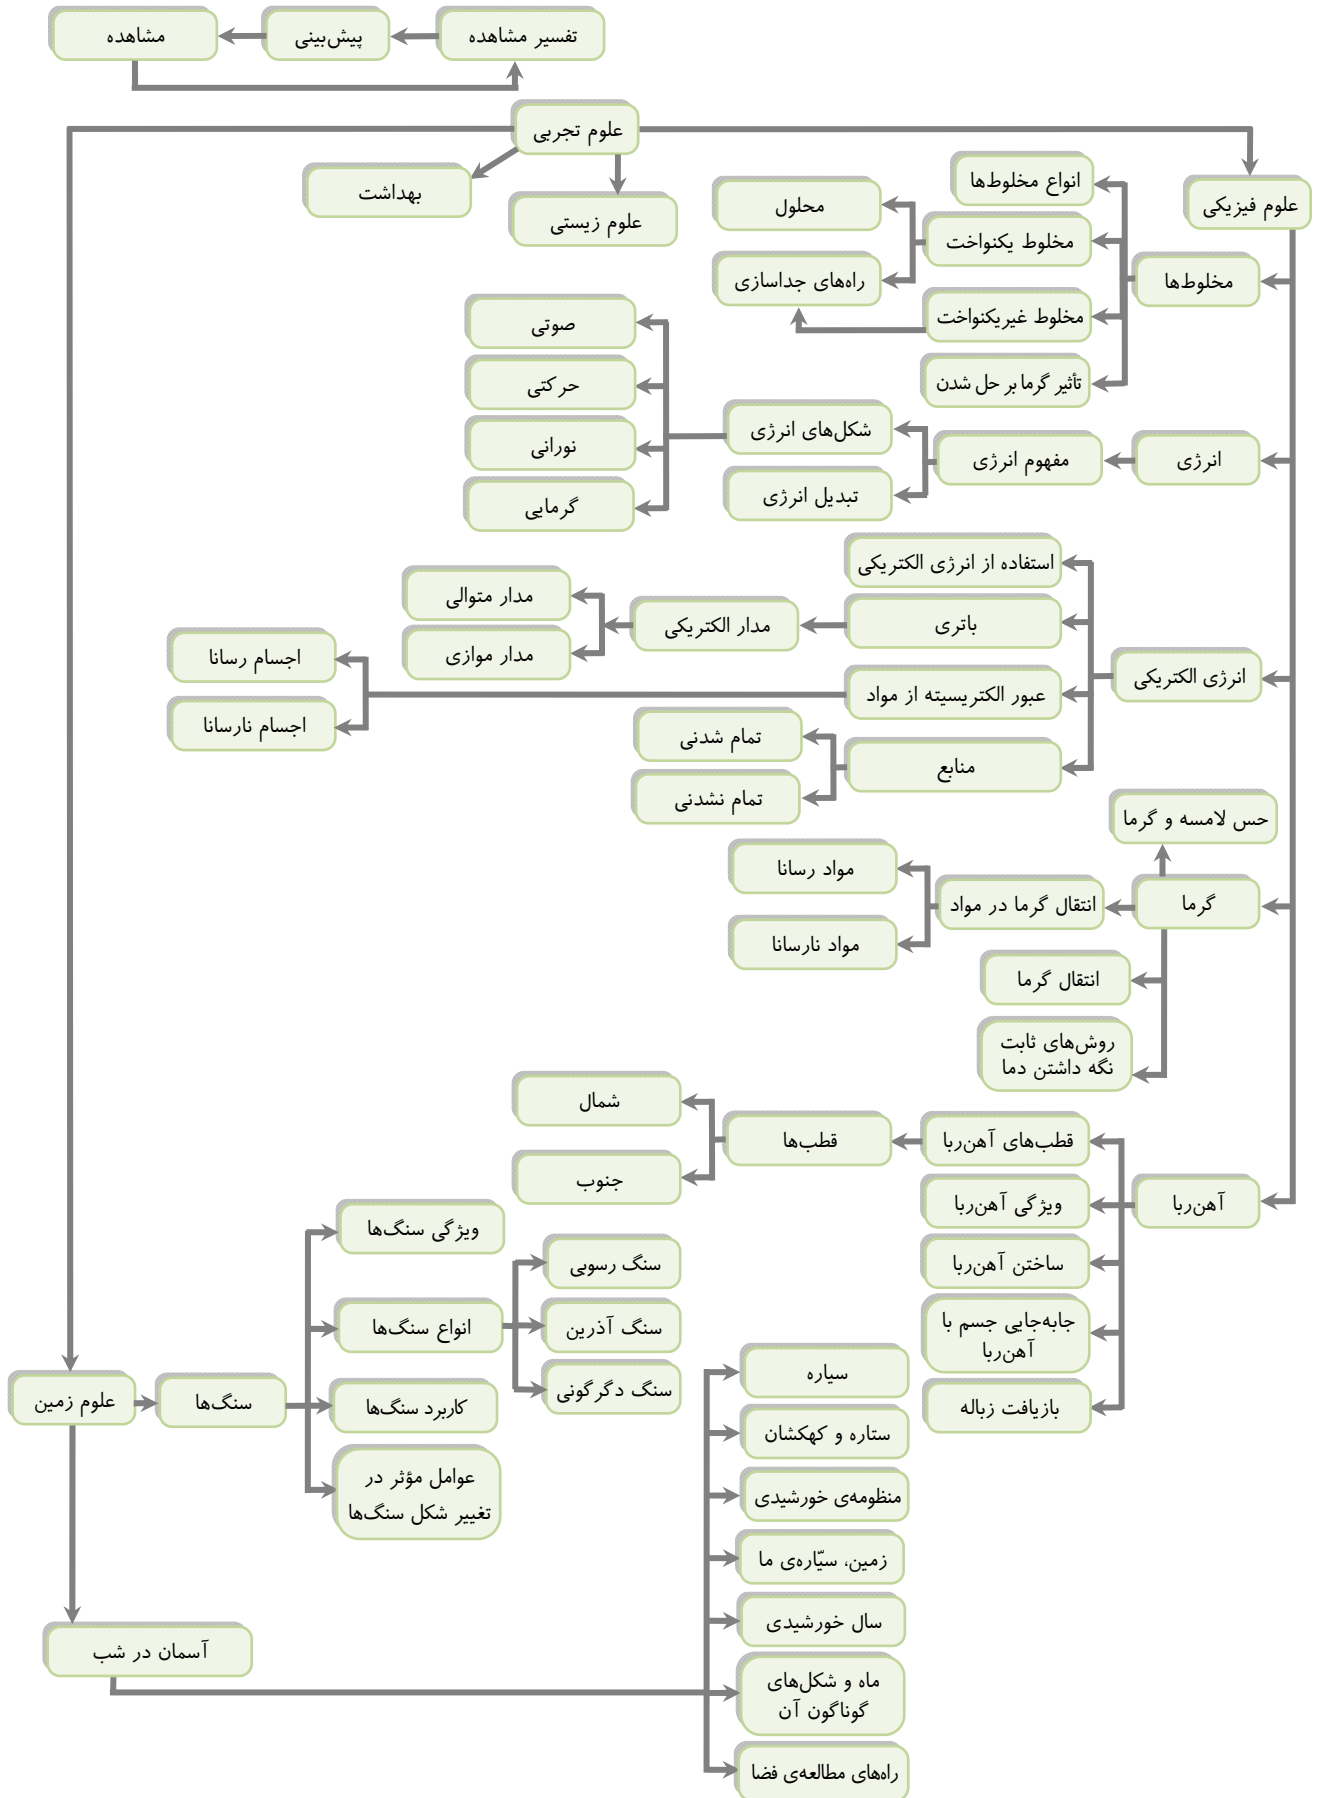 تفسیر مشاهده
پیش‌بینی
مشاهده
علوم تجربی
علوم فیزیکی
علوم زیستی
بهداشت
مخلوط‌ها
انواع مخلوط‌ها
مخلوط یکنواخت
محلول
راه‌های جداسازی
مخلوط غیریکنواخت
تأثیر گرما بر حل شدن
انرژی
مفهوم انرژی
شکل‌های انرژی
صوتی
حرکتی
نورانی
گرمایی
تبدیل انرژی
انرژی الکتریکی
استفاده از انرژی الکتریکی
باتری
مدار الکتریکی
مدار متوالی
مدار موازی
عبور الکتریسیته از مواد
اجسام رسانا
اجسام نارسانا
منابع
تمام شدنی
تمام نشدنی
گرما
حس لامسه و گرما
انتقال گرما در مواد
مواد رسانا
مواد نارسانا
انتقال گرما
روش‌های ثابت
نگه داشتن دما
آهن‌ربا
قطب‌های آهن‌ربا
قطب‌ها
شمال
جنوب
ویژگی آهن‌ربا
ساختن آهن‌ربا
جابه‌جایی جسم با
آهن‌ربا
بازیافت زباله
علوم زمین
سنگ‌ها
ویژگی سنگ‌ها
انواع سنگ‌ها
سنگ رسوبی
سنگ آذرین
سنگ دگرگونی
کاربرد سنگ‌ها
عوامل مؤثر در
تغییر شکل سنگ‌ها
آسمان در شب
سیاره
ستاره و کهکشان
منظومه‌ی خورشیدی
زمین، سیّاره‌ی ما
سال خورشیدی
ماه و شکل‌های
گوناگون آن
راه‌های مطالعه‌ی فضا